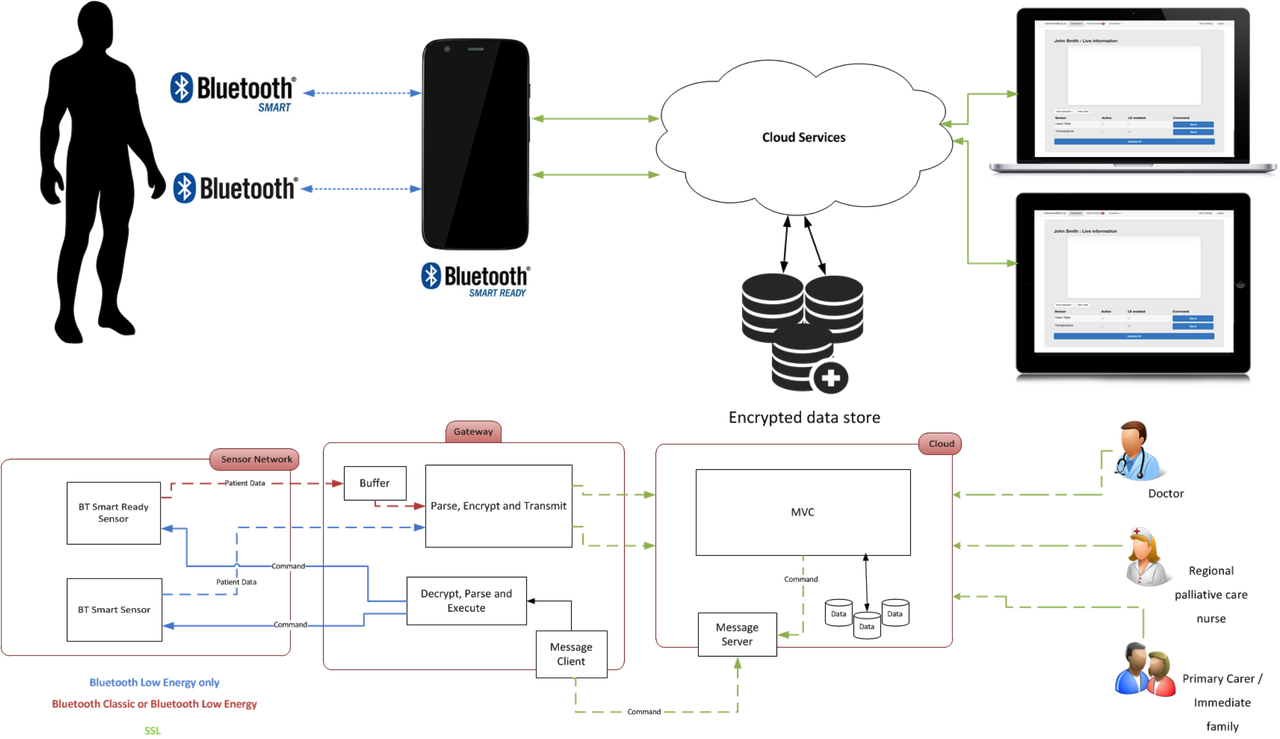 Bluetooth®
SMART
Bluetooth®
Bluetooth®
SMART READY
Cloud Services
Encrypted data store
John Smith : Live information
Sensor Active LE enabled Command
Heart Rate Send
Temperature Send
Update All
John Smith : Live information
Sensor Active LE enabled Command
Heart Rate Send
Temperature Send
Update All
Sensor Network
BT Smart Ready
Sensor
BT Smart Sensor
Patient Data
Command
Patient Data
Command
Gateway
Buffer
Parse, Encrypt and Transmit
Decrypt, Parse and
Execute
Message
Client
Command
Cloud
MVC
Command
Message
Server
Data
Data
Data
Doctor
Regional
palliative care
nurse
Primary Carer /
Immediate
family
Bluetooth Low Energy only
Bluetooth Classic or Bluetooth Low Energy
SSL